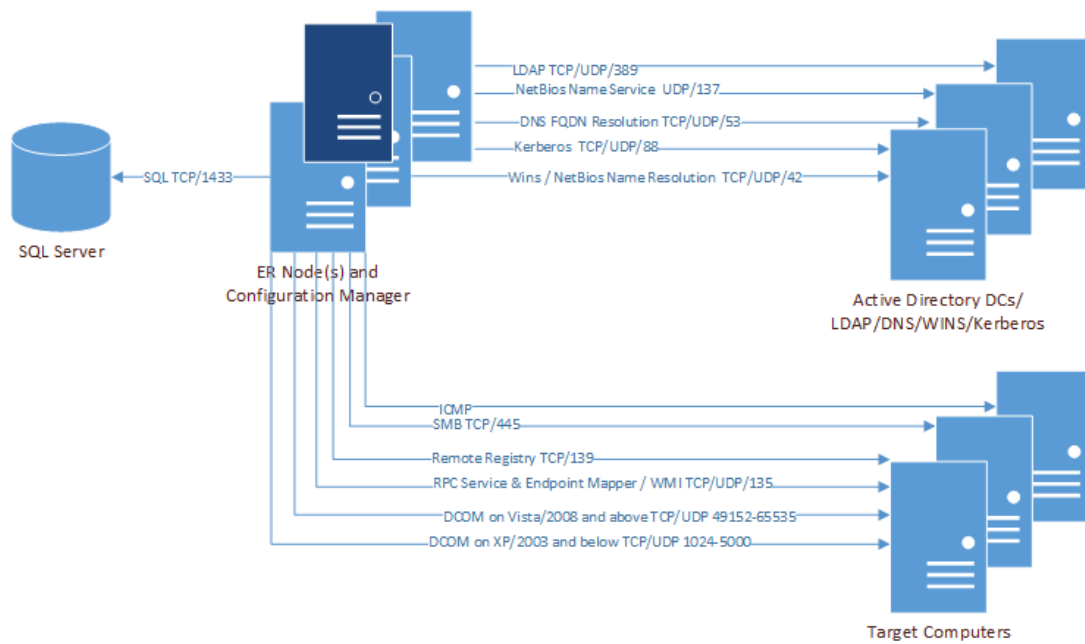 LDAP TCP/UDP/389
NetBios Name Service UDP/137
DNS FQDN Resolution TCP/UDP/53
Kerberos TCP/UDP/88
Wins / NetBios Name Resolution TCP/UDP/42
SQL TCP/1433
SQL Server
ER Node(s) and
Configuration Manager
Active Directory DCs/
LDAP/DNS/WINS/Kerberos
ICMP
SMB TCP/445
Remote Registry TCP/139
RPC Service & Endpoint Mapper / WMI TCP/UDP/135
DCOM on Vista/2008 and above TCP/UDP 49152-65535
DCOM on XP/2003 and below TCP/UDP 1024-5000
Target Computers